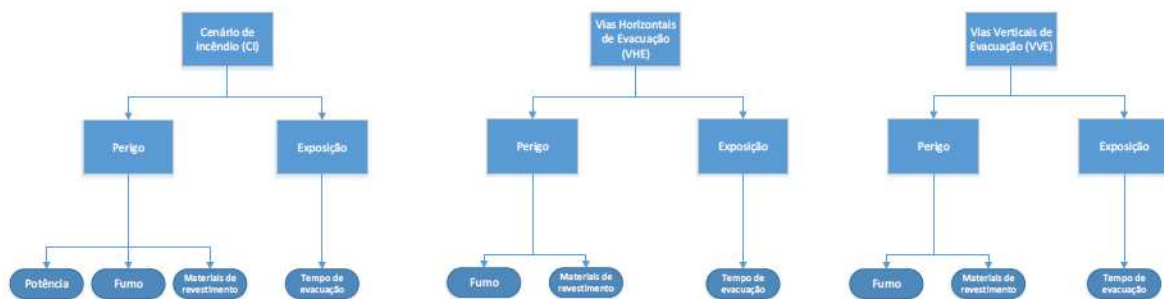 Cenário de
incêndio (CI)
Vias Horizontais
de Evacuação
(VHE)
Vias Verticais de
Evacuação (VVE)
Perigo
Exposição
Perigo
Exposição
Perigo
Exposição
Potência
Fumo
Materiais de
revestimento
Tempo de
evacuação
Fumo
Materiais de
revestimento
Tempo de
evacuação
Fumo
Materiais de
revestimento
Tempo de
evacuação